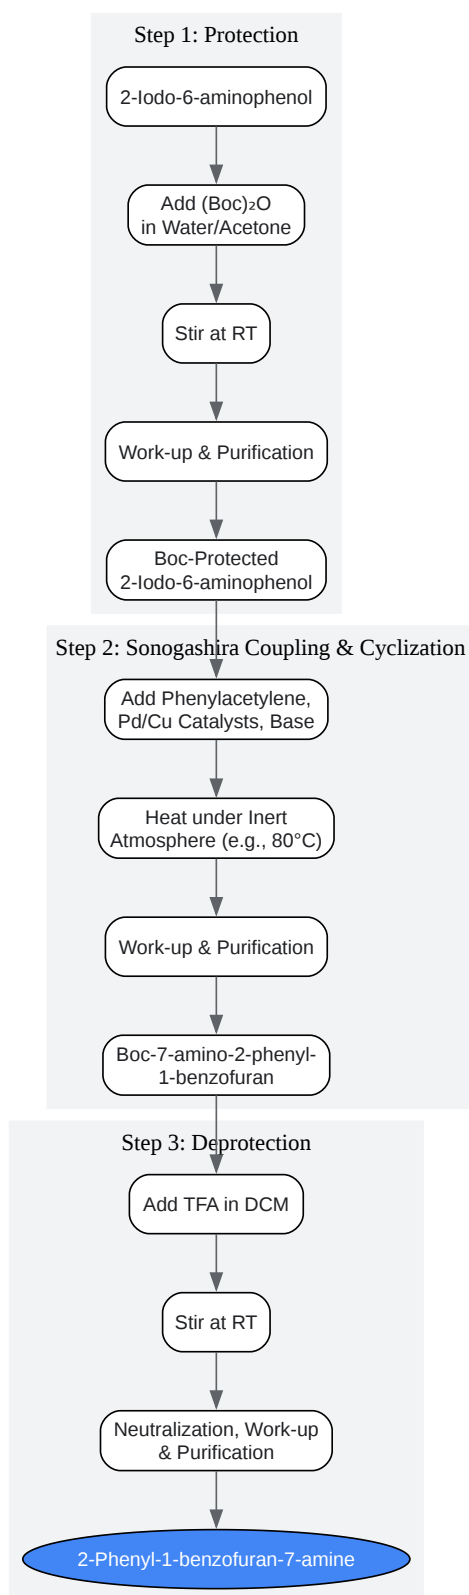 Step 1: Protection
2-Iodo-6-aminophenol
Add (Boc)₂O
in Water/Acetone
Stir at RT
Work-up & Purification
Boc-Protected
2-Iodo-6-aminophenol
Step 2: Sonogashira Coupling & Cyclization
Add Phenylacetylene,
Pd/Cu Catalysts, Base
Heat under Inert
Atmosphere (e.g., 80°C)
Work-up & Purification
Boc-7-amino-2-phenyl-
1-benzofuran
Step 3: Deprotection
Add TFA in DCM
Stir at RT
Neutralization, Work-up
& Purification
2-Phenyl-1-benzofuran-7-amine